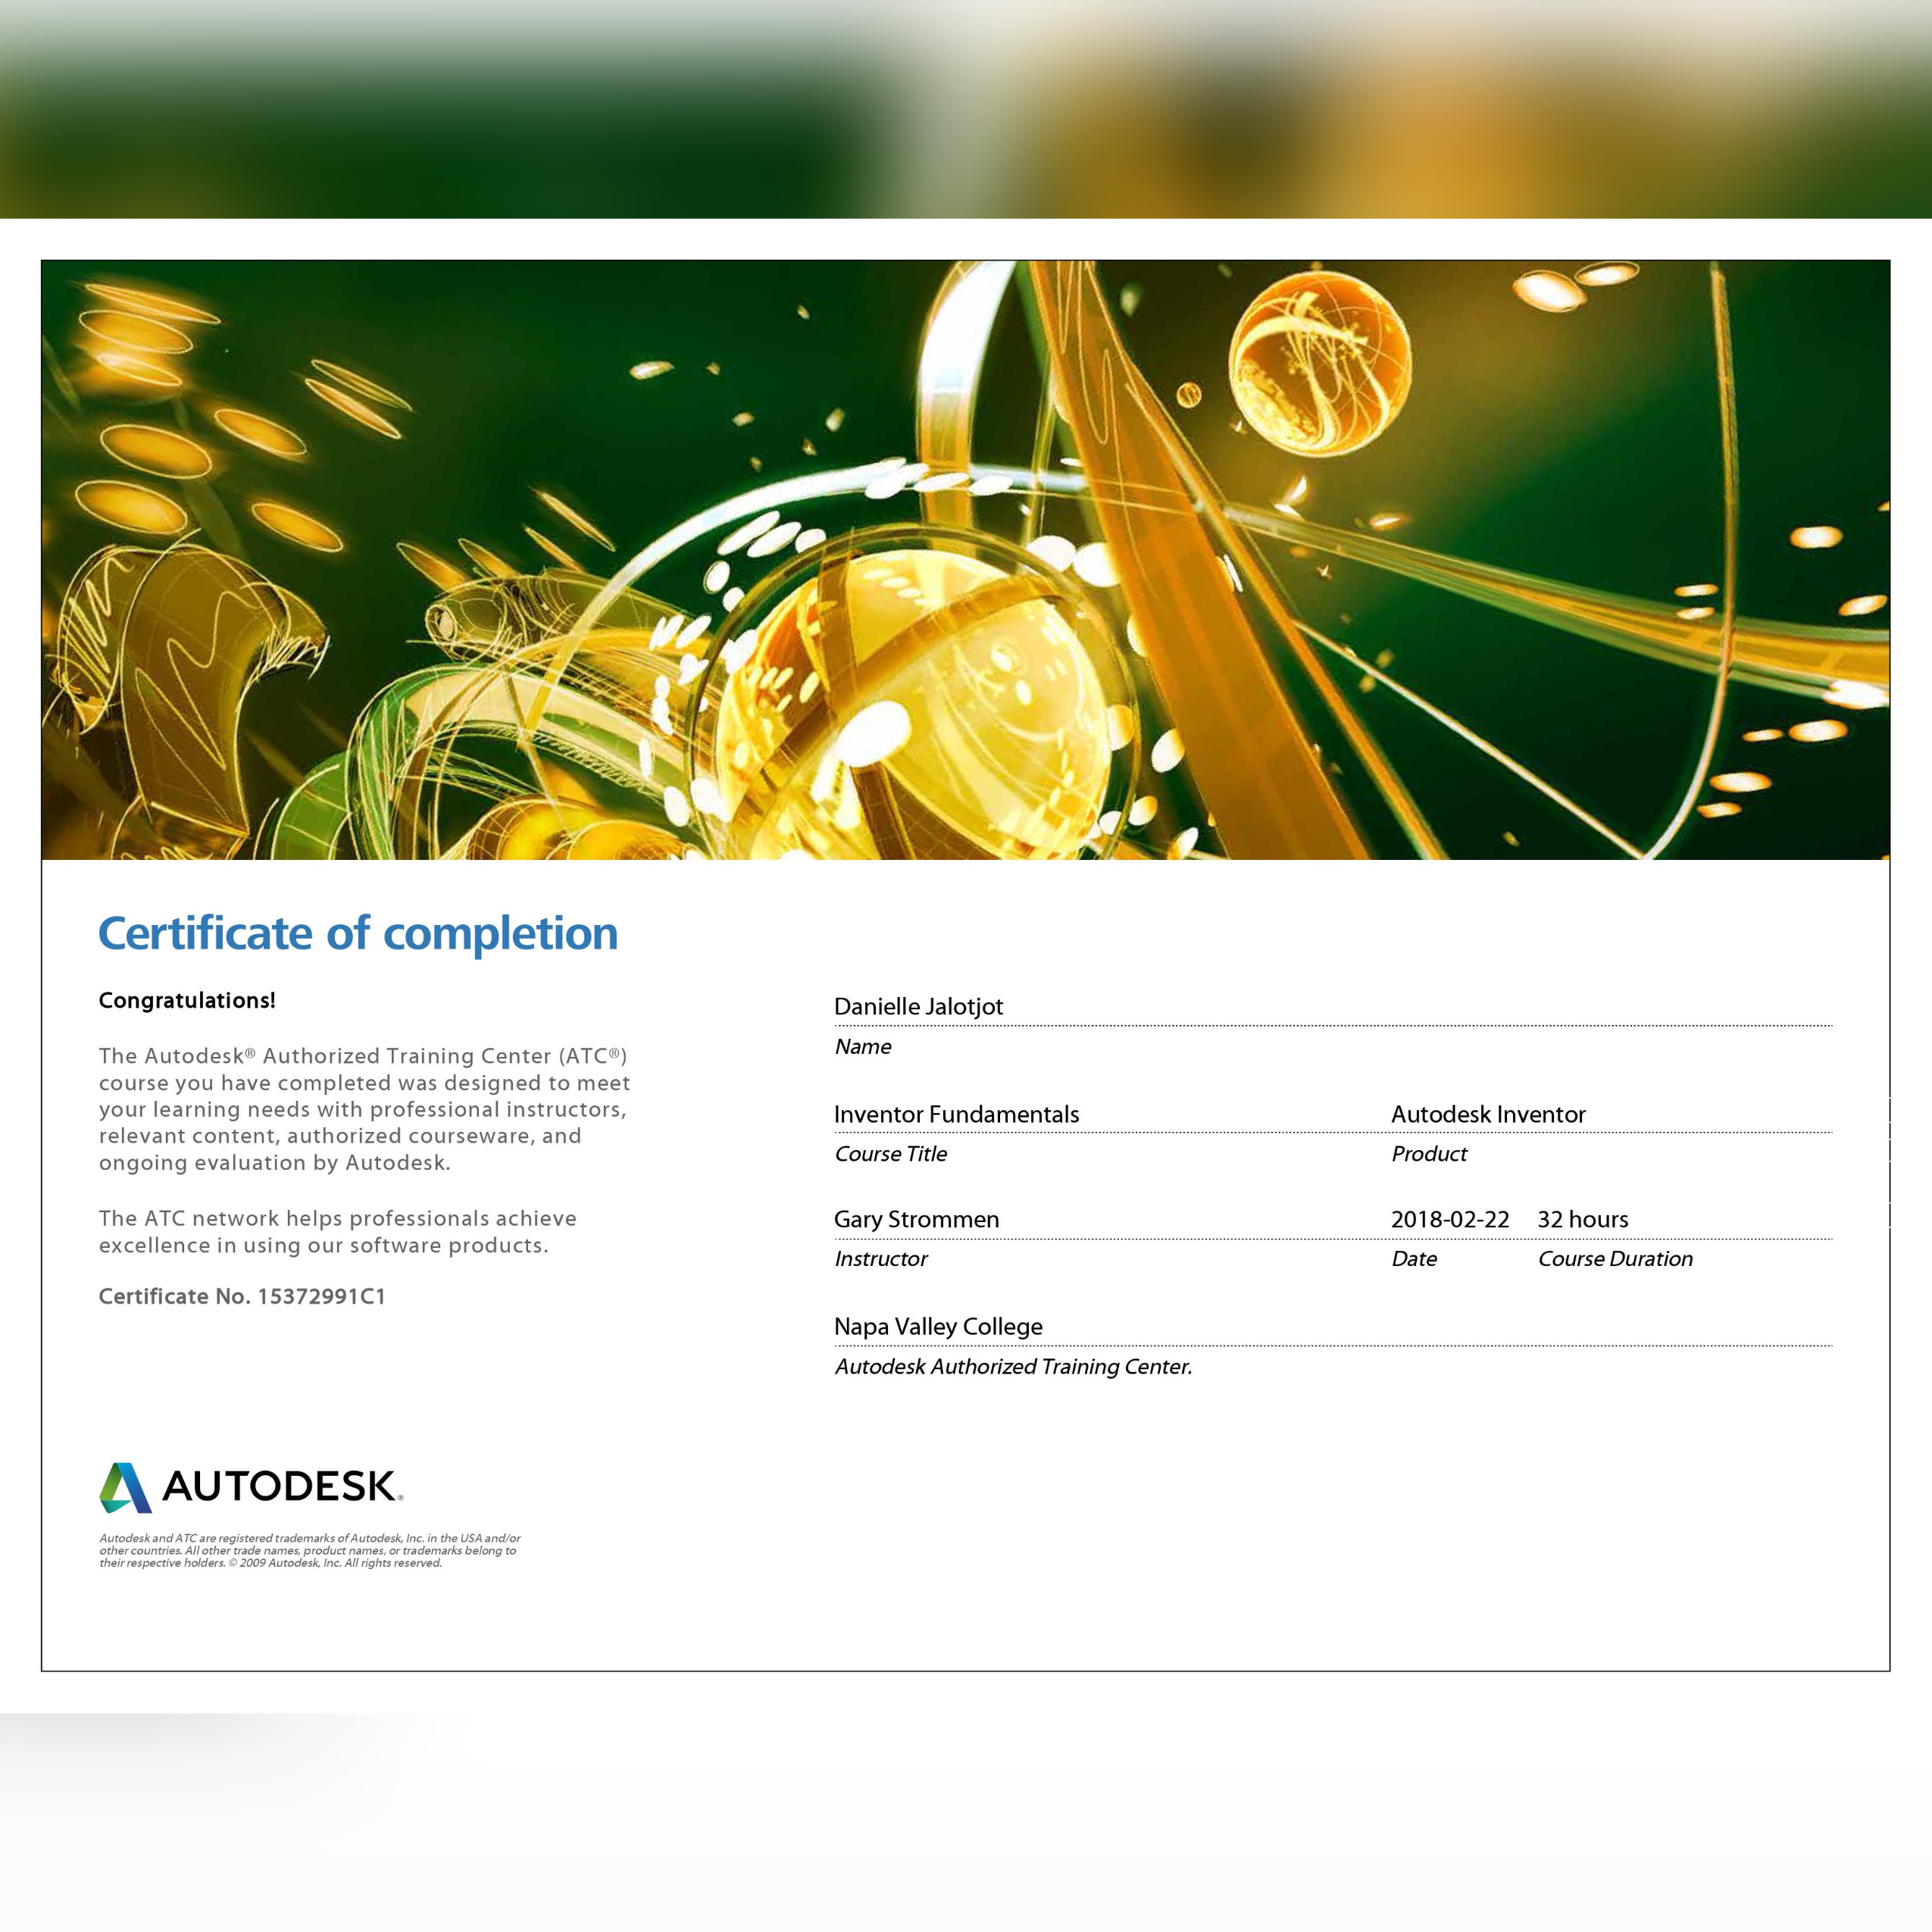 Certificate of completion
Congratulations!
The Autodesk® Authorized Training Center (ATC®)
course you have completed was designed to meet
your learning needs with professional instructors,
relevant content, authorized courseware, and
ongoing evaluation by Autodesk.
The ATC network helps professionals achieve
excellence in using our software products.
Certificate No. 15372991C1
Danielle Jalotjot
Name
Inventor Fundamentals Autodesk Inventor
Course Title Product
Gary Strommen 2018-02-22 32 hours
Instructor Date Course Duration
Napa Valley College
Autodesk Authorized Training Center.
AUTODESK®
Autodesk and ATC are registered trademarks of Autodesk, Inc. in the USA and/or
other countries. All other trade names, product names, or trademarks belong to
their respective holders. © 2009 Autodesk, Inc. All rights reserved.